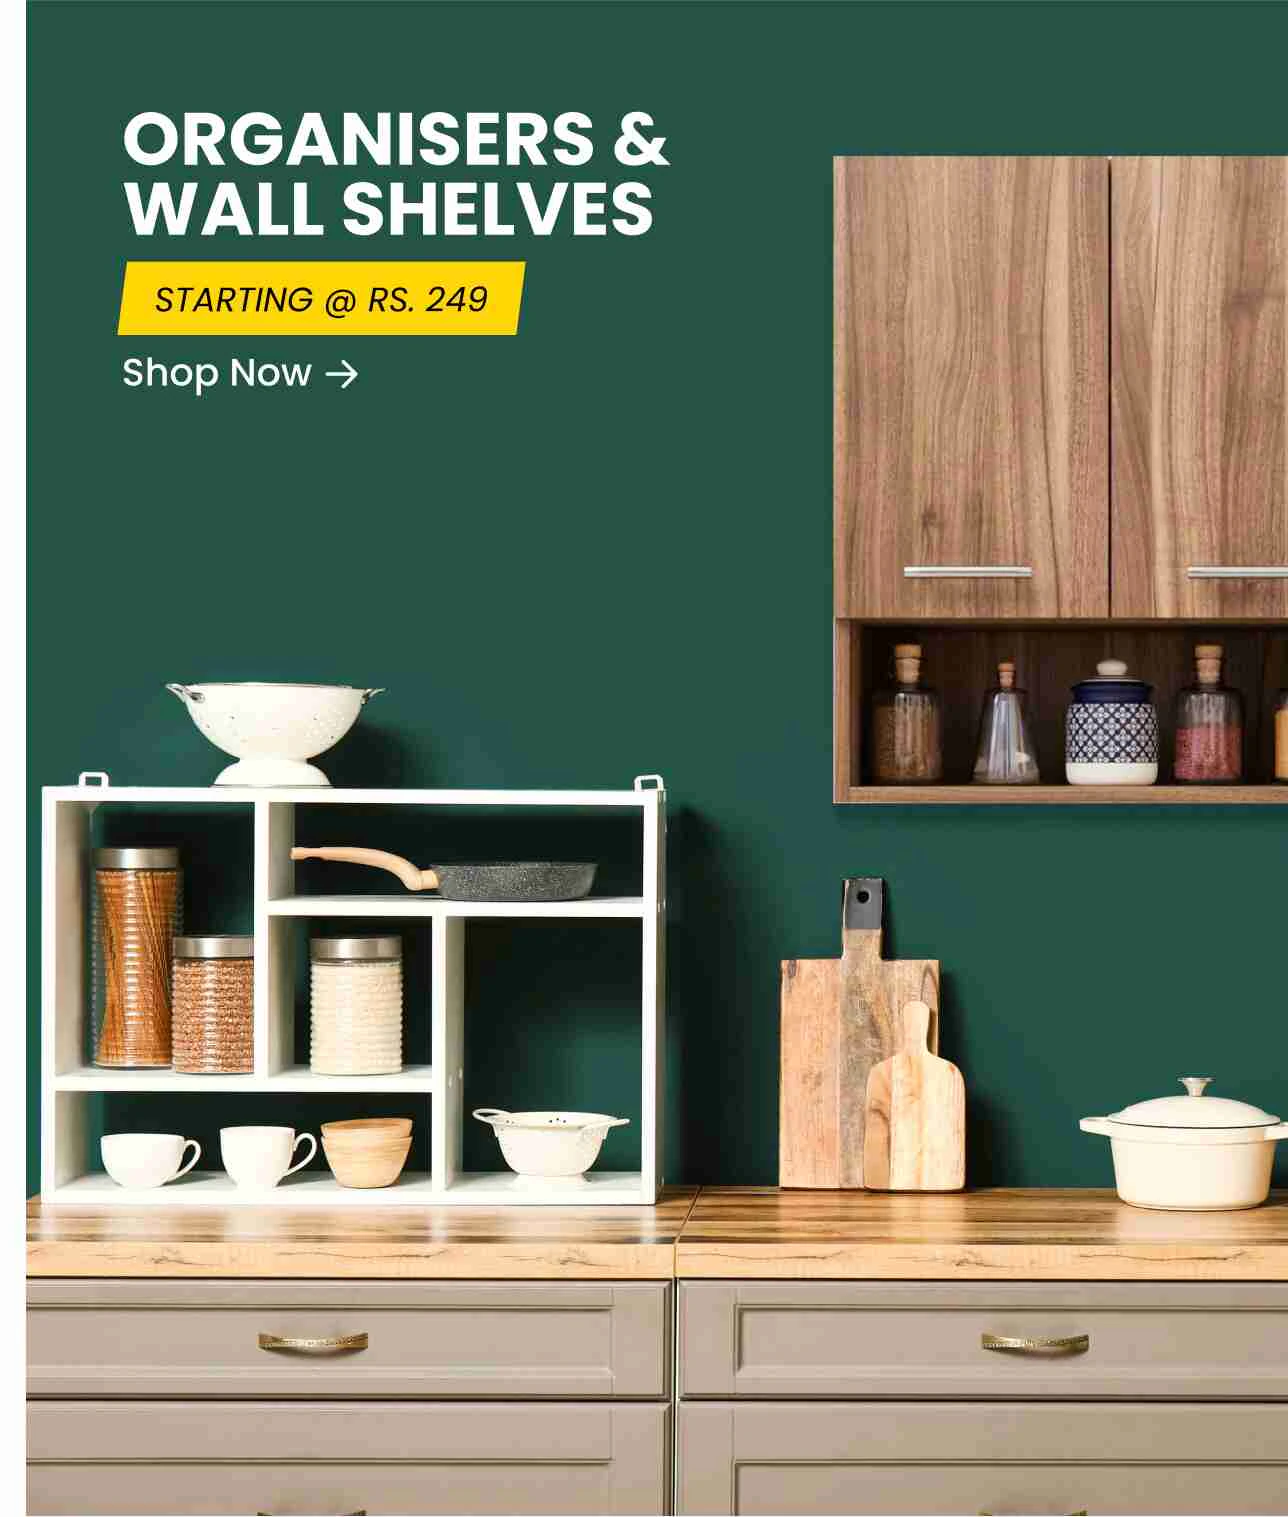 ORGANISERS &
WALL SHELVES
STARTING @ RS. 249
Shop Now →